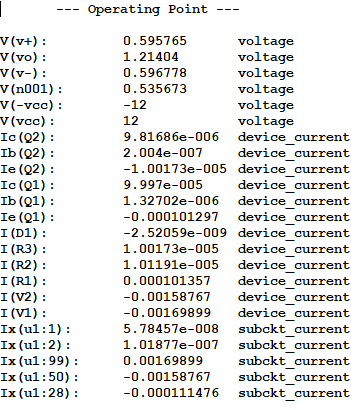 --- Operating Point ---
V(v+): 0.595765 voltage
V(vo): 1.21404 voltage
V(v-): 0.596778 voltage
V(n001): 0.535673 voltage
V(-vcc): -12 voltage
V(vcc): 12 voltage
Ic(Q2): 9.81686e-006 device_current
Ib(Q2): 2.004e-007 device_current
Ie(Q2): -1.00173e-005 device_current
Ic(Q1): 9.997e-005 device_current
Ib(Q1): 1.32702e-006 device_current
Ie(Q1): -0.000101297 device_current
I(D1): -2.52059e-009 device_current
I(R3): 1.00173e-005 device_current
I(R2): 1.01191e-005 device_current
I(R1): 0.000101357 device_current
I(V2): -0.00158767 device_current
I(V1): -0.00169899 device_current
Ix(u1:1): 5.78457e-008 subckt_current
Ix(u1:2): 1.01877e-007 subckt_current
Ix(u1:99): 0.00169899 subckt_current
Ix(u1:50): -0.00158767 subckt_current
Ix(u1:28): -0.000111476 subckt_current